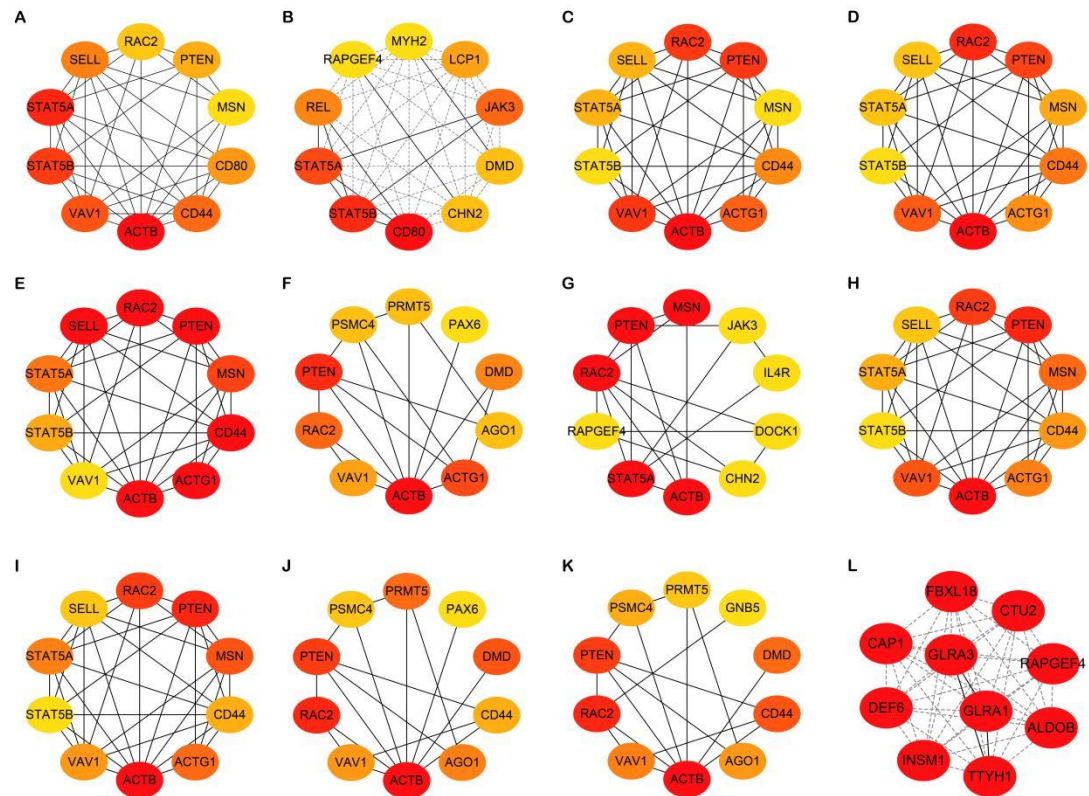 A
RAC2
SELL
PTEN
STAT5A
MSN
STAT5B
CD80
VAV1
CD44
ACTB
B
MYH2
RAPGEF4
LCP1
REL
JAK3
STAT5A
DMD
STAT5B
CHN2
CD80
C
RAC2
SELL
PTEN
STAT5A
MSN
STAT5B
CD44
VAV1
ACTG1
ACTB
D
RAC2
SELL
PTEN
STAT5A
MSN
STAT5B
CD44
VAV1
ACTG1
ACTB
E
RAC2
SELL
PTEN
STAT5A
MSN
STAT5B
CD44
VAV1
ACTG1
ACTB
F
PRMT5
PSMC4
PAX6
PTEN
DMD
RAC2
AGO1
VAV1
ACTG1
ACTB
G
MSN
PTEN
JAK3
RAC2
IL4R
RAPGEF4
DOCK1
STAT5A
CHN2
ACTB
H
RAC2
SELL
PTEN
STAT5A
MSN
STAT5B
CD44
VAV1
ACTG1
ACTB
I
RAC2
SELL
PTEN
STAT5A
MSN
STAT5B
CD44
VAV1
ACTG1
ACTB
J
PRMT5
PSMC4
PAX6
PTEN
DMD
RAC2
CD44
VAV1
AGO1
ACTB
K
PRMT5
PSMC4
GNB5
PTEN
DMD
RAC2
CD44
VAV1
AGO1
ACTB
L
FBXL18
CTU2
CAP1
GLRA3
RAPGEF4
DEF6
GLRA1
ALDOB
INSM1
TTYH1